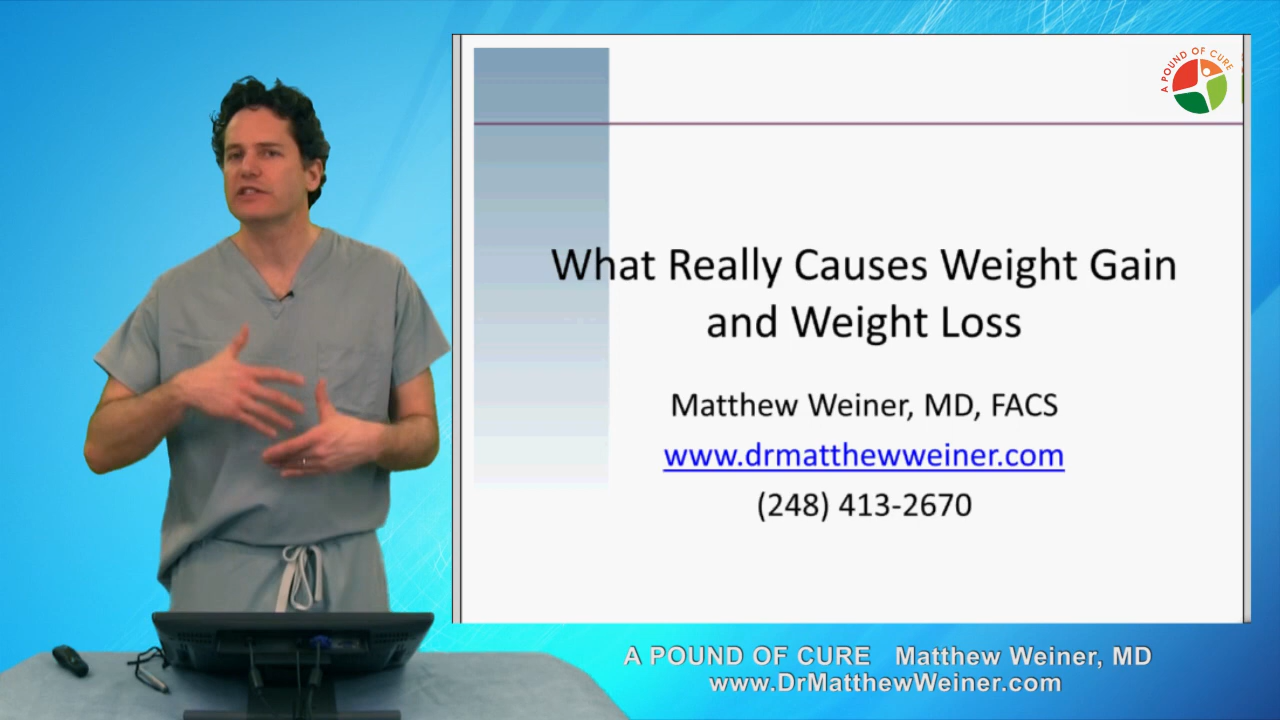 A POUND OF CURE
What Really Causes Weight Gain
and Weight Loss
Matthew Weiner, MD, FACS
www.drmatthewweiner.com
(248) 413-2670
A POUND OF CURE Matthew Weiner, MD
www.DrMatthewWeiner.com